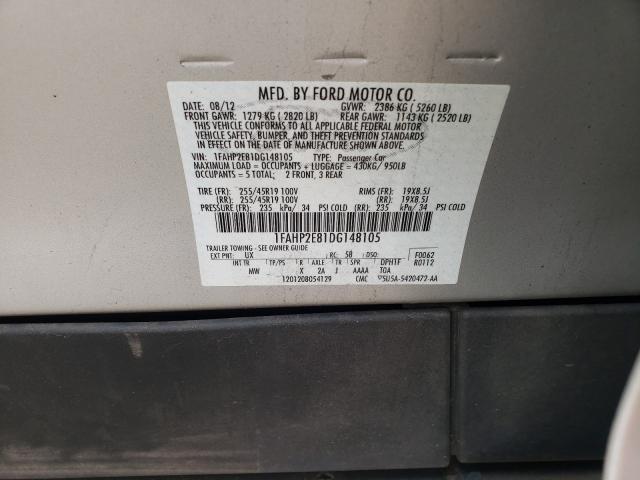 MFD. BY FORD MOTOR CO.
DATE: 08/12 GVWR: 2386 KG ( 5260 LB)
FRONT GAWR: 1279 KG ( 2820 LB) REAR GAWR: 1143 KG ( 2520 LB)
THIS VEHICLE CONFORMS TO ALL APPLICABLE FEDERAL MOTOR
VEHICLE SAFETY, BUMPER, AND THEFT PREVENTION STANDARDS
IN EFFECT ON THE DATE OF MANUFACTURE SHOWN ABOVE.
VIN: 1FAHP2E81DG148105 TYPE: Passenger Car
MAXIMUM LOAD = OCCUPANTS + LUGGAGE = 430KG/ 950LB
OCCUPANTS = 5 TOTAL; 2 FRONT, 3 REAR
TIRE (FR): 255/45R19 100V RIMS (FR): 19X8.5J
(RR): 255/45R19 100V (RR): 19X8.5J
PRESSURE (FR): 235 kPa/ 34 PSI COLD (RR): 235 kPa/ 34 PSI COLD
1FAHP2E81DG148105
TRAILER TOWING - SEE OWNER GUIDE
EXT PNT: UX RC: 58 DSO: F0062
INT TR TP/PS R AXLE TR SPR DPH1F R0112
MW X 2A J AAAA TOA
1201208054129 CMC 5U5A-5420472-AA